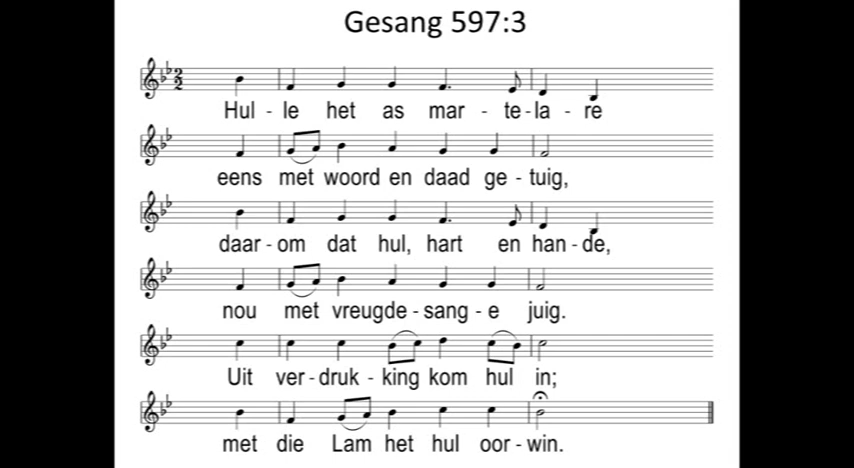 Gesang 597:3
Hul - le het as mar - te - la - re
eens met woord en daad ge - tuig,
daar - om dat hul, hart en han - de,
nou met vreugde - sang - e juig.
Uit ver - druk - king kom hul in;
met die Lam het hul oor - win.